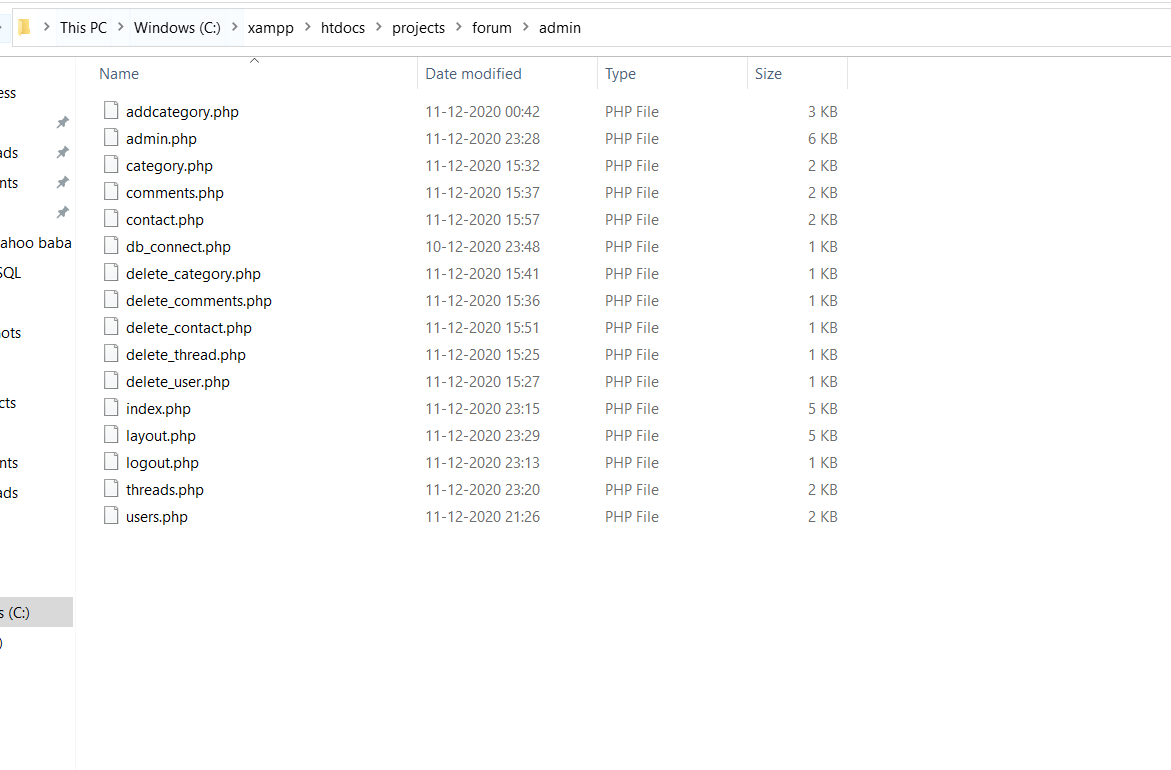 This PC > Windows (C:) > xampp > htdocs > projects > forum > admin
Name Date modified Type Size
ess
addcategory.php 11-12-2020 00:42 PHP File 3 KB
admin.php 11-12-2020 23:28 PHP File 6 KB
ads
category.php 11-12-2020 15:32 PHP File 2 KB
nts
comments.php 11-12-2020 15:37 PHP File 2 KB
contact.php 11-12-2020 15:57 PHP File 2 KB
ahoo baba
db_connect.php 10-12-2020 23:48 PHP File 1 KB
SQL
delete_category.php 11-12-2020 15:41 PHP File 1 KB
delete_comments.php 11-12-2020 15:36 PHP File 1 KB
ots
delete_contact.php 11-12-2020 15:51 PHP File 1 KB
delete_thread.php 11-12-2020 15:25 PHP File 1 KB
delete_user.php 11-12-2020 15:27 PHP File 1 KB
cts
index.php 11-12-2020 23:15 PHP File 5 KB
layout.php 11-12-2020 23:29 PHP File 5 KB
nts
logout.php 11-12-2020 23:13 PHP File 1 KB
ads
threads.php 11-12-2020 23:20 PHP File 2 KB
users.php 11-12-2020 21:26 PHP File 2 KB
s (C:)
)